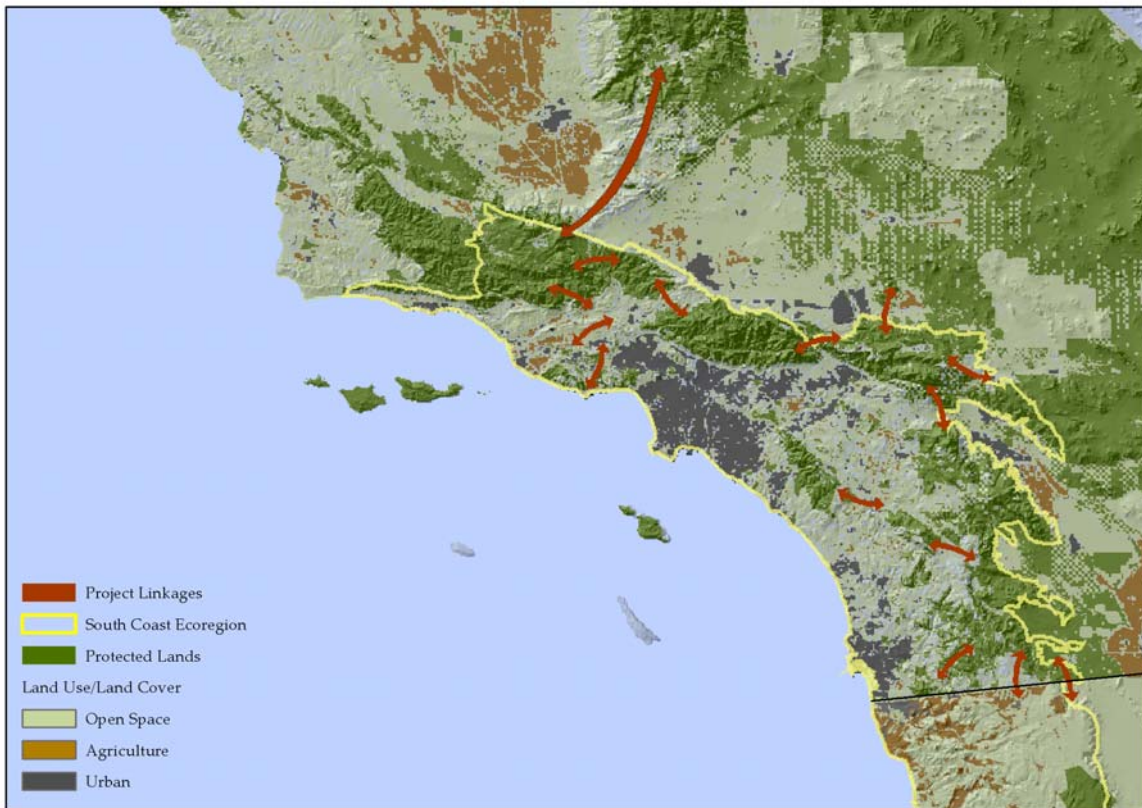 Project Linkages
South Coast Ecoregion
Protected Lands
Land Use/Land Cover
Open Space
Agriculture
Urban